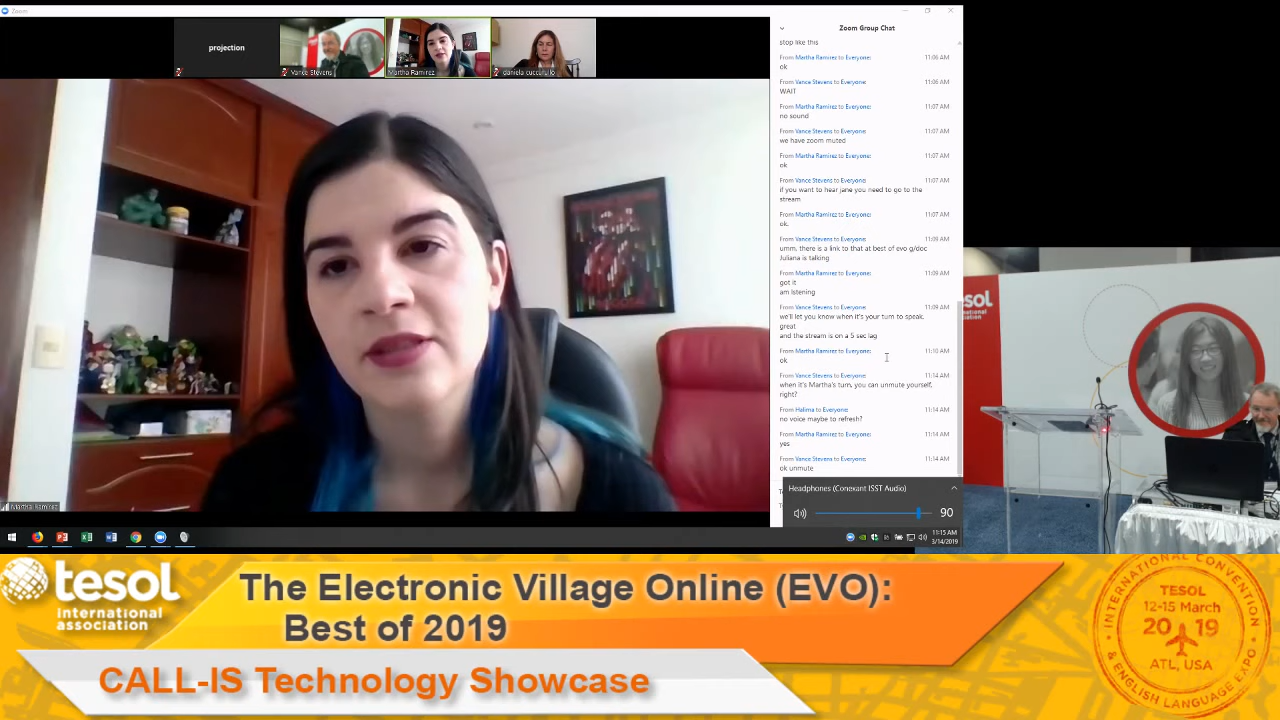 Zoom
projection
Vance Stevens
Martha Ramirez
daniela cuccurullo
Martha Ramirez
Zoom Group Chat
stop like this
From Martha Ramirez to Everyone: 11:06 AM
ok
From Vance Stevens to Everyone: 11:06 AM
WAIT
From Martha Ramirez to Everyone: 11:07 AM
no sound
From Vance Stevens to Everyone: 11:07 AM
we have zoom muted
From Martha Ramirez to Everyone: 11:07 AM
ok
From Vance Stevens to Everyone: 11:07 AM
if you want to hear jane you need to go to the
stream
From Martha Ramirez to Everyone: 11:07 AM
ok.
From Vance Stevens to Everyone: 11:09 AM
umm, there is a link to that at best of evo g/doc
Juliana is talking
From Martha Ramirez to Everyone: 11:09 AM
got it
am lstening
From Vance Stevens to Everyone: 11:09 AM
we'll let you know when it's your turn to speak.
great
and the stream is on a 5 sec lag
From Martha Ramirez to Everyone: 11:10 AM
ok
From Vance Stevens to Everyone: 11:14 AM
when it's Martha's turn, you can unmute yourself,
right?
From Halima to Everyone: 11:14 AM
no voice maybe to refresh?
From Martha Ramirez to Everyone: 11:14 AM
yes
From Vance Stevens to Everyone: 11:14 AM
ok unmute
Headphones (Conexant ISST Audio)
90
11:15 AM
3/14/2019
tesol
international
association
The Electronic Village Online (EVO):
Best of 2019
CALL-IS Technology Showcase
INTERNATIONAL CONVENTION
TESOL
12-15 March
20 19
ATL, USA
& ENGLISH LANGUAGE EXPO